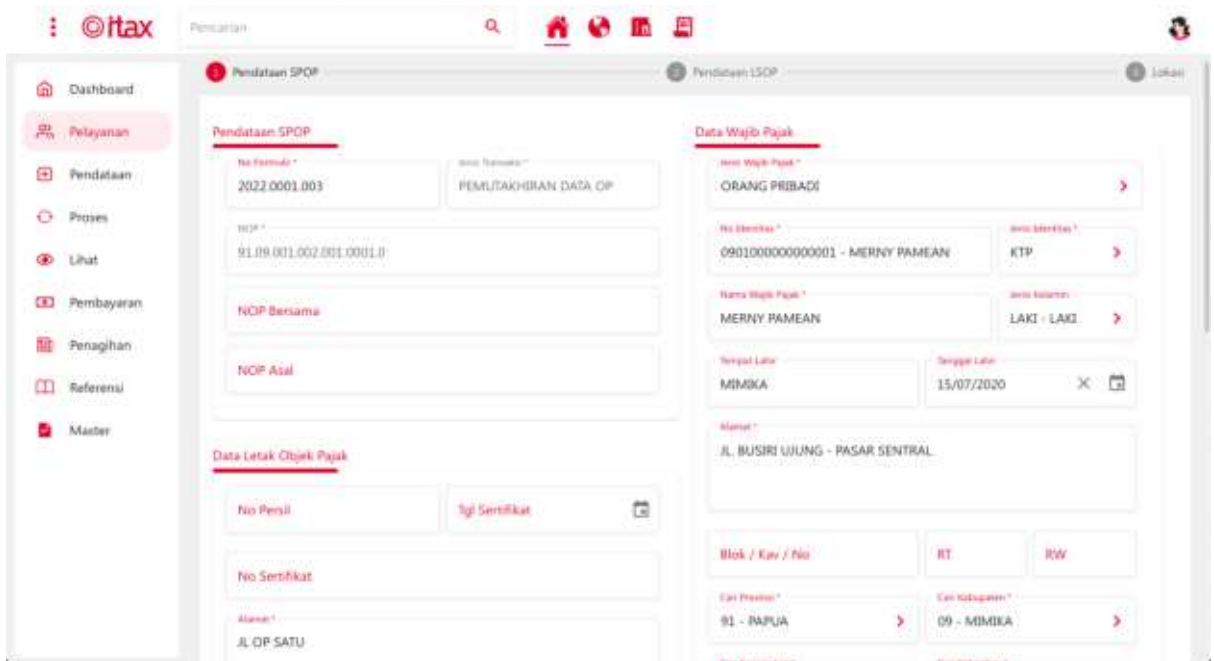 itax
Pencarian
Dashboard
Pelayanan
Pendataan
Proses
Lihat
Pembayaran
Penagihan
Referensi
Master
1 Pendataan SPOP
Pendataan LSOP
Lokasi
Pendataan SPOP
No Formulir *
2022.0001.003
Jenis Transaksi *
PEMUTAKHIRAN DATA OP
NOP *
91.09.001.002.001.0001.0
NOP Bersama
NOP Asal
Data Letak Objek Pajak
No Persil
Tgl Sertifikat
No Sertifikat
Alamat *
JL OP SATU
Data Wajib Pajak
Jenis Wajib Pajak *
ORANG PRIBADI
No Identitas *
0901000000000001 - MERNY PAMEAN
Jenis Identitas *
KTP
Nama Wajib Pajak *
MERNY PAMEAN
Jenis Kelamin
LAKI - LAKI
Tempat Lahir
MIMIKA
Tanggal Lahir
15/07/2020
Alamat *
JL. BUSIRI UJUNG - PASAR SENTRAL
Blok / Kav / No
RT
RW
Cari Provinsi *
91 - PAPUA
Cari Kabupaten *
09 - MIMIKA